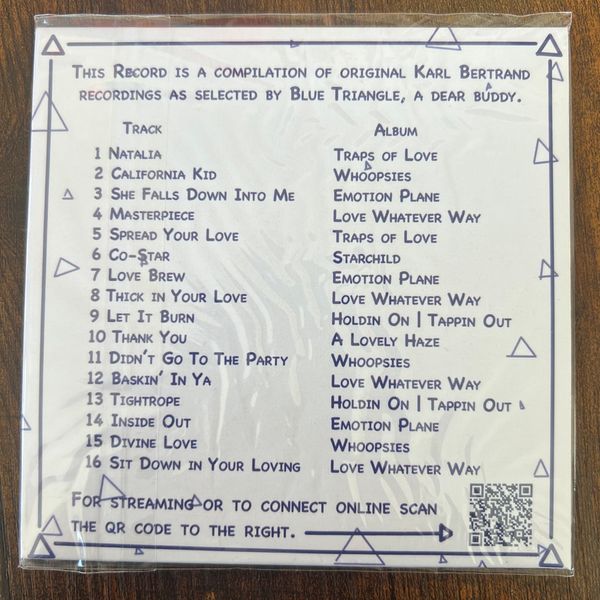 This Record is a compilation of original Karl Bertrand
recordings as selected by Blue Triangle, a dear buddy.
Track Album
1 Natalia Traps of Love
2 California Kid Whoopsies
3 She Falls Down Into Me Emotion Plane
4 Masterpiece Love Whatever Way
5 Spread Your Love Traps of Love
6 Co-Star Starchild
7 Love Brew Emotion Plane
8 Thick in Your Love Love Whatever Way
9 Let It Burn Holdin On | Tappin Out
10 Thank You A Lovely Haze
11 Didn't Go To The Party Whoopsies
12 Baskin' In Ya Love Whatever Way
13 Tightrope Holdin On | Tappin Out
14 Inside Out Emotion Plane
15 Divine Love Whoopsies
16 Sit Down in Your Loving Love Whatever Way
For streaming or to connect online scan
the QR code to the right.